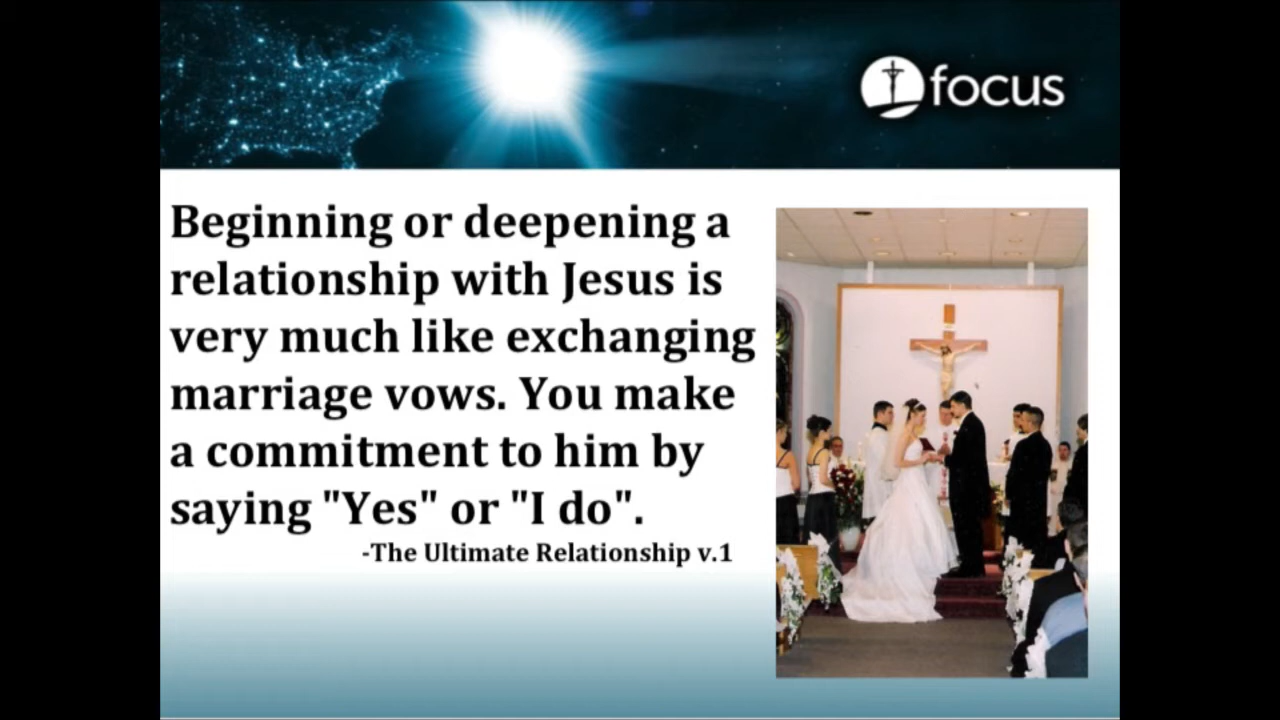 focus
Beginning or deepening a
relationship with Jesus is
very much like exchanging
marriage vows. You make
a commitment to him by
saying "Yes" or "I do".
-The Ultimate Relationship v.1